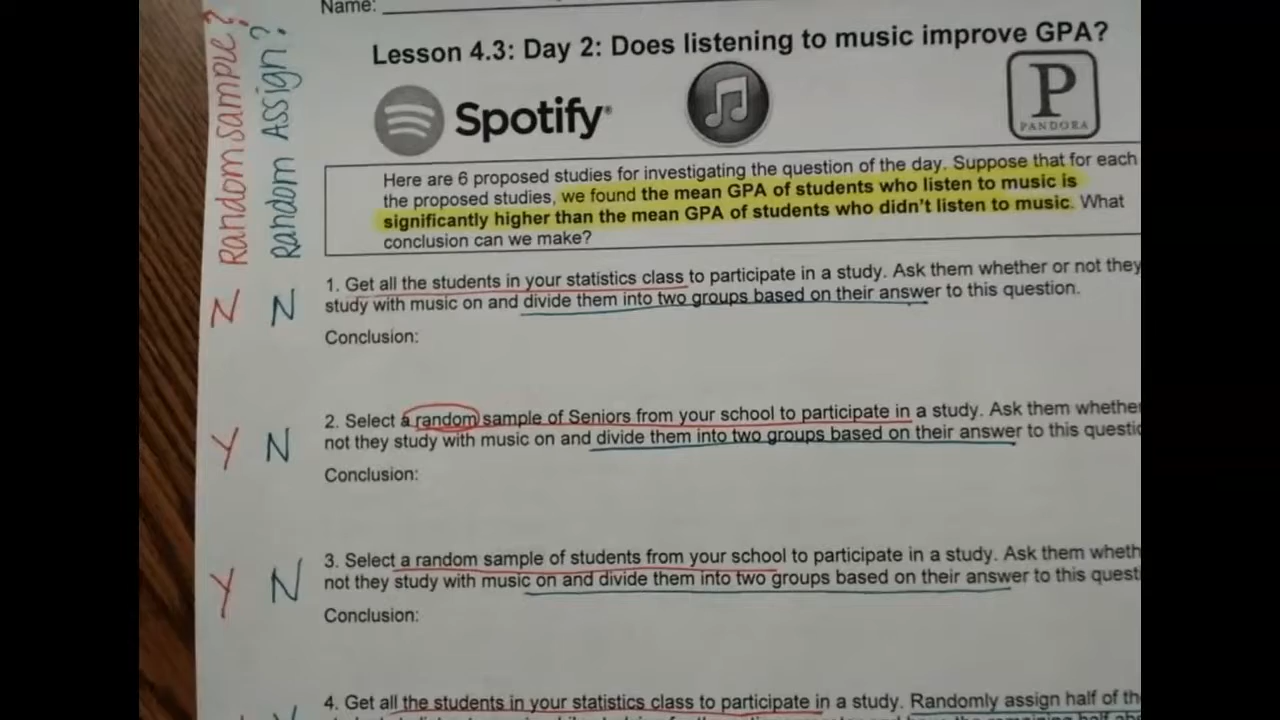 Random sample?
Random Assign?
Name:
Lesson 4.3: Day 2: Does listening to music improve GPA?
Spotify®
P
PANDORA
Here are 6 proposed studies for investigating the question of the day. Suppose that for each
the proposed studies, we found the mean GPA of students who listen to music is
significantly higher than the mean GPA of students who didn't listen to music. What
conclusion can we make?
N N
1. Get all the students in your statistics class to participate in a study. Ask them whether or not they
study with music on and divide them into two groups based on their answer to this question.
Conclusion:
Y N
2. Select a random sample of Seniors from your school to participate in a study. Ask them whether
not they study with music on and divide them into two groups based on their answer to this questio
Conclusion:
Y N
3. Select a random sample of students from your school to participate in a study. Ask them wheth
not they study with music on and divide them into two groups based on their answer to this quest
Conclusion:
4. Get all the students in your statistics class to participate in a study. Randomly assign half of th